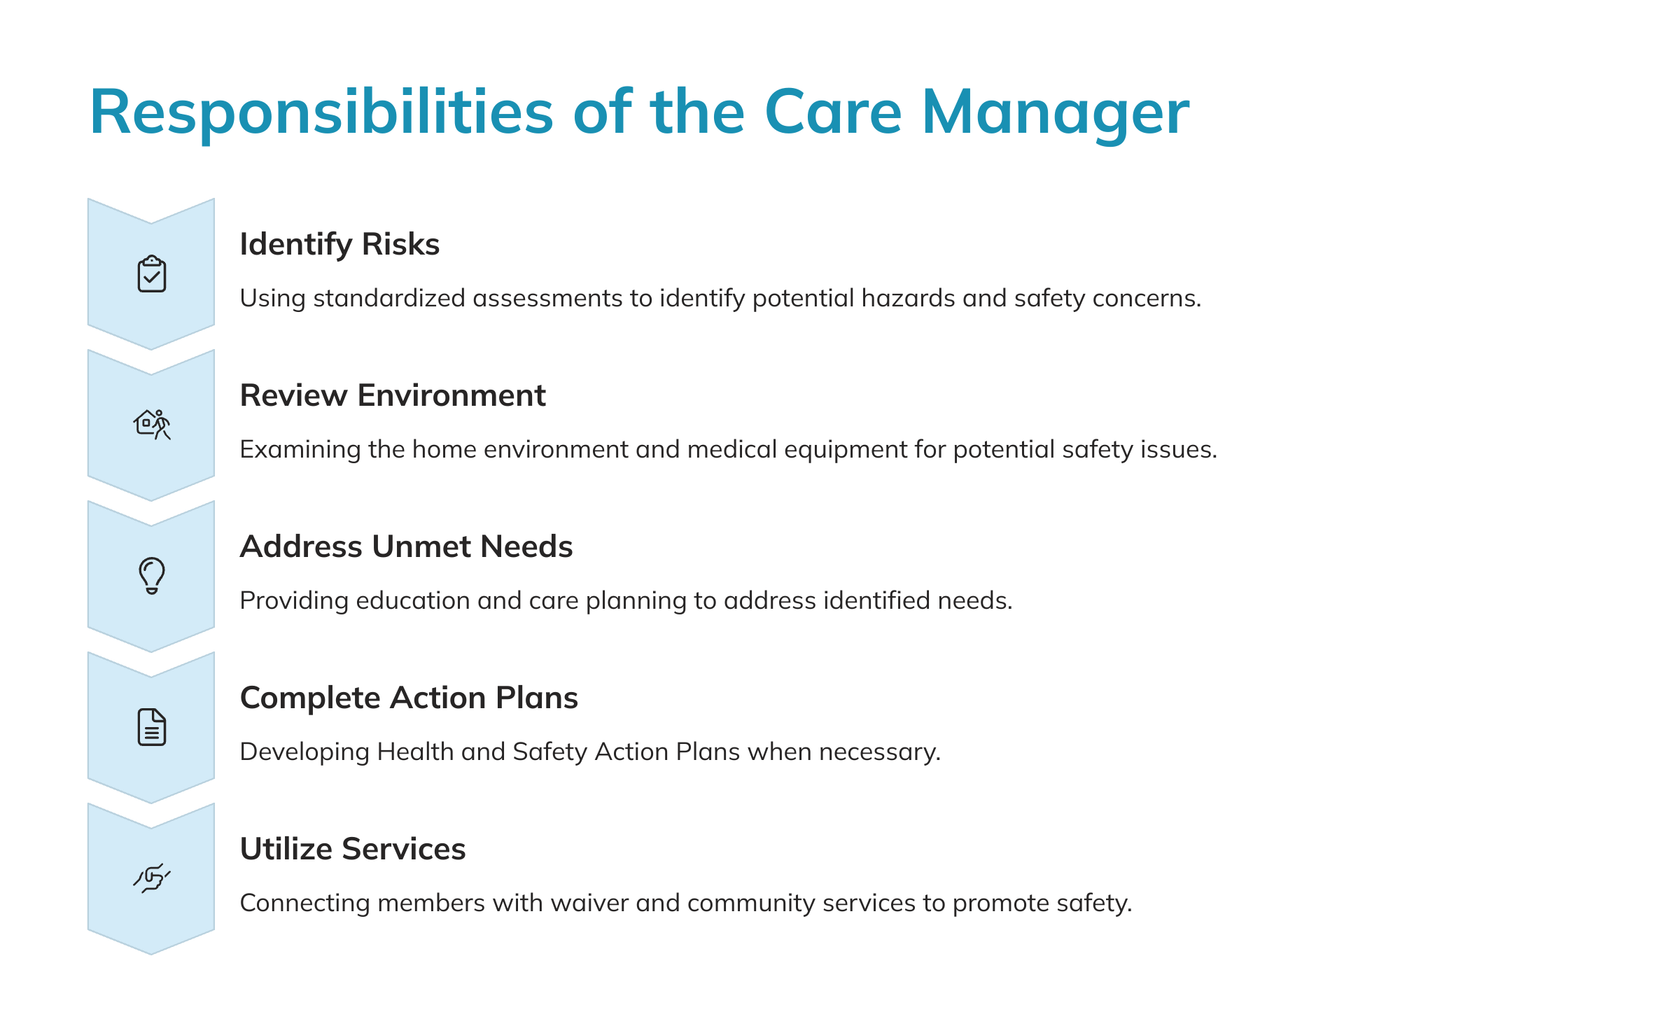 Responsibilities of the Care Manager
Identify Risks
Using standardized assessments to identify potential hazards and safety concerns.
Review Environment
Examining the home environment and medical equipment for potential safety issues.
Address Unmet Needs
Providing education and care planning to address identified needs.
Complete Action Plans
Developing Health and Safety Action Plans when necessary.
Utilize Services
Connecting members with waiver and community services to promote safety.